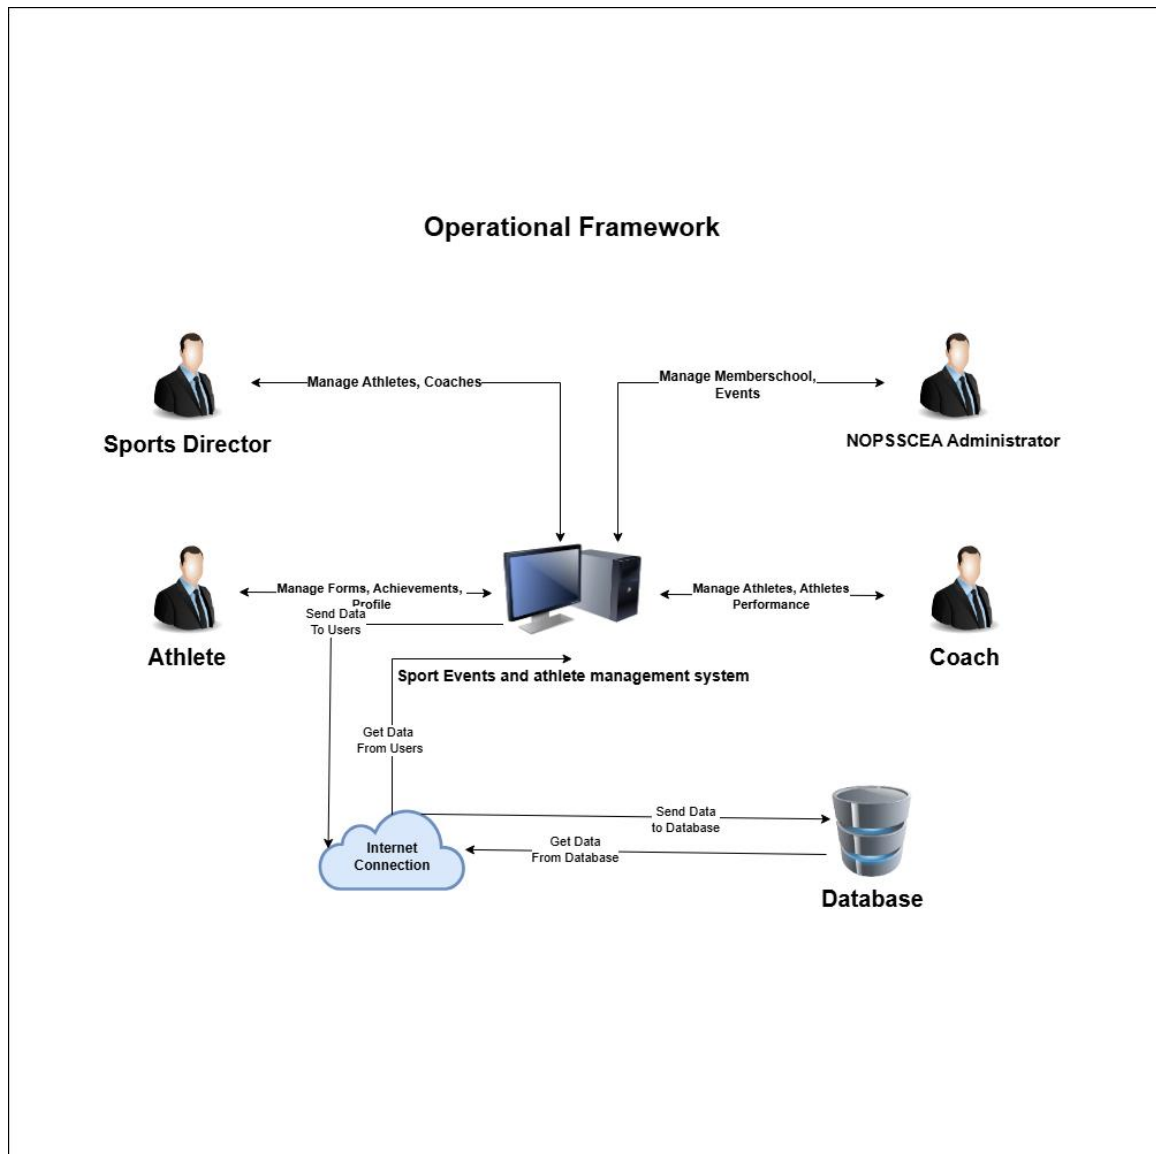 Operational Framework
Manage Athletes, Coaches
Manage Memberschool,
Events
Sports Director
NOPSSCEA Administrator
Manage Forms, Achievements,
Profile
Manage Athletes, Athletes
Performance
Send Data
To Users
Athlete
Coach
Sport Events and athlete management system
Get Data
From Users
Send Data
to Database
Internet
Connection
Get Data
From Database
Database